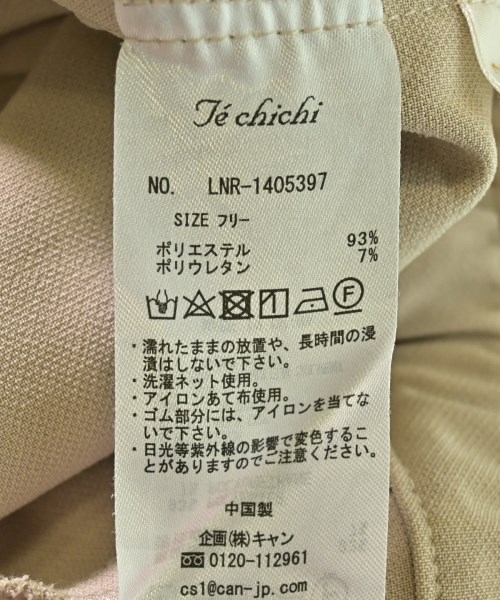 Té chichi
NO. LNR-1405397
SIZE フリー
ポリエステル 93%
ポリウレタン 7%
F
・濡れたままの放置や、長時間の浸
漬はしないで下さい。
・洗濯ネット使用。
・アイロンあて布使用。
・ゴム部分には、アイロンを当てな
いで下さい。
・日光等紫外線の影響で変色するこ
とがありますのでご注意ください。
中国製
企画(株)キャン
0120-112961
cs1@can-jp.com